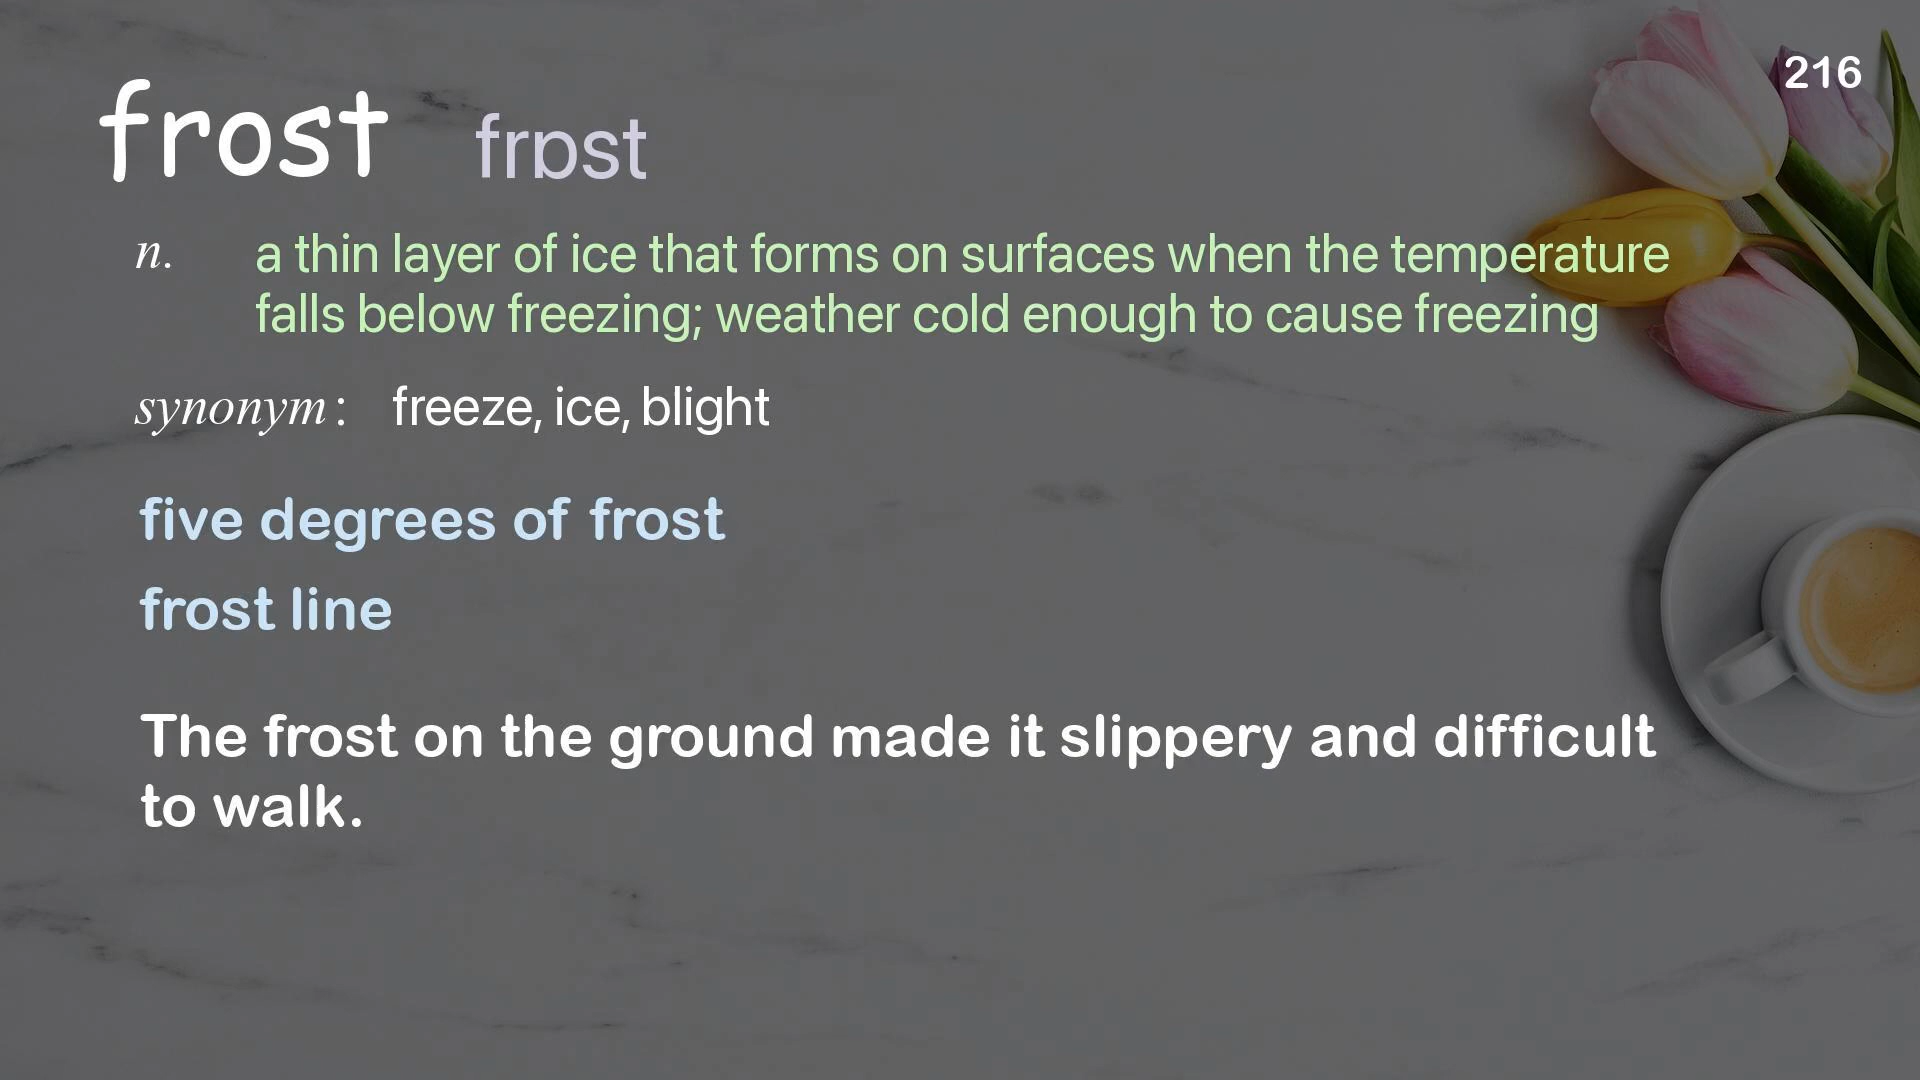 216
frost frɒst
n. a thin layer of ice that forms on surfaces when the temperature
falls below freezing; weather cold enough to cause freezing
synonym: freeze, ice, blight
five degrees of frost
frost line
The frost on the ground made it slippery and difficult
to walk.